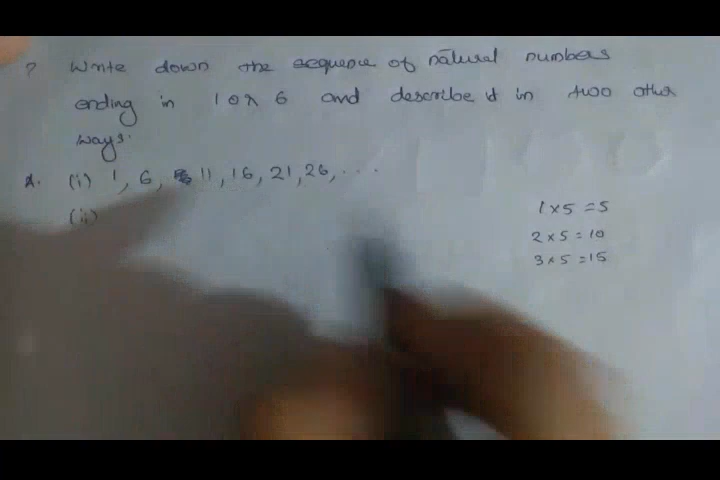 ? Write down the sequence of natural numbers
ending in 1 or 6 and describe it in two other
ways.
A. (i) 1, 6, 11, 16, 21, 26, ...
(ii)
1 × 5 = 5
2 × 5 = 10
3 × 5 = 15